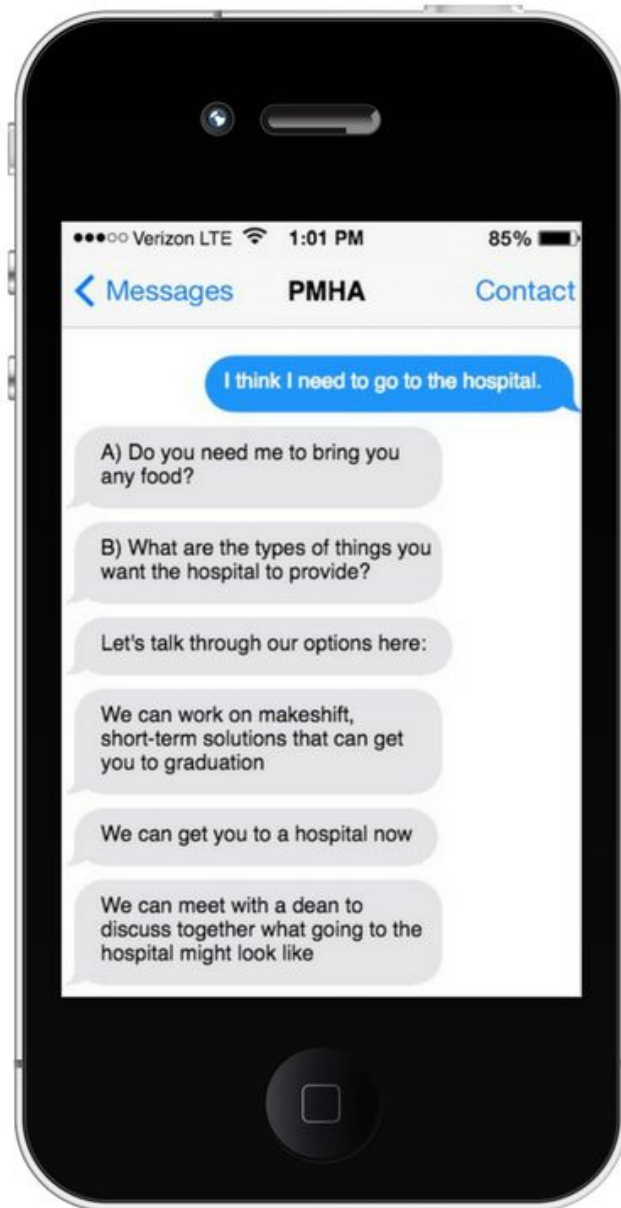 Verizon LTE 1:01 PM 85%
Messages PMHA Contact
I think I need to go to the hospital.
A) Do you need me to bring you
any food?
B) What are the types of things you
want the hospital to provide?
Let's talk through our options here:
We can work on makeshift,
short-term solutions that can get
you to graduation
We can get you to a hospital now
We can meet with a dean to
discuss together what going to the
hospital might look like